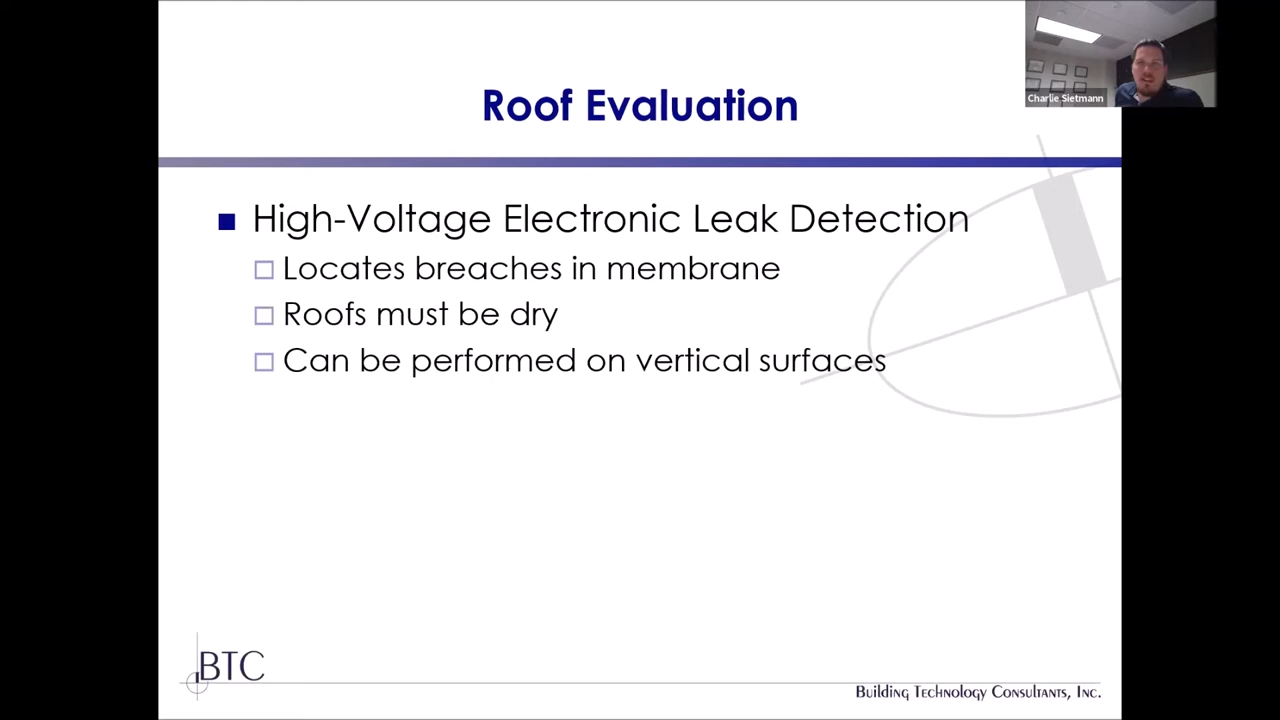 Charlie Sietmann
Roof Evaluation
High-Voltage Electronic Leak Detection
Locates breaches in membrane
Roofs must be dry
Can be performed on vertical surfaces
BTC
Building Technology Consultants, Inc.